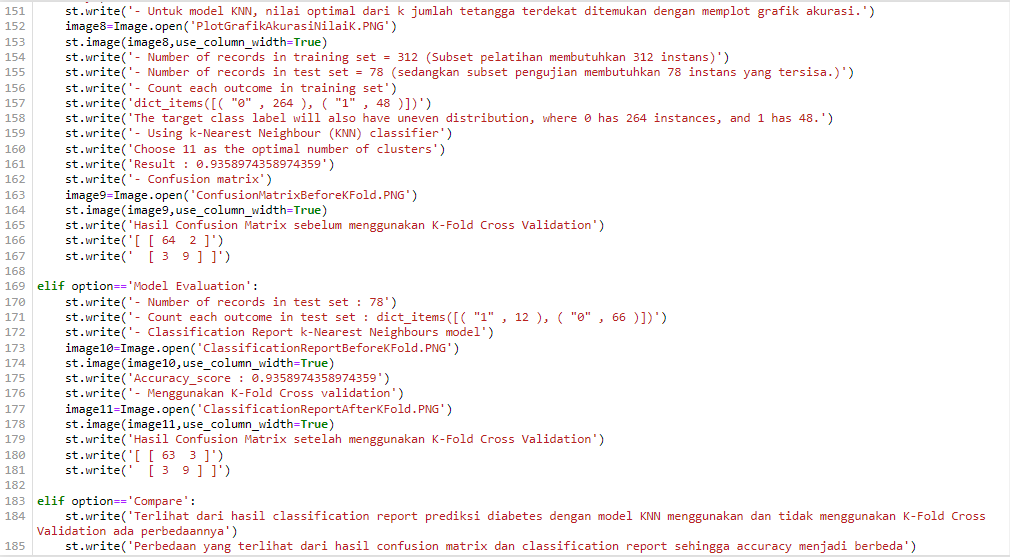 151 st.write('- Untuk model KNN, nilai optimal dari k jumlah tetangga terdekat ditemukan dengan memplot grafik akurasi.')
152 image8=Image.open('PlotGrafikAkurasiNilaiK.PNG')
153 st.image(image8,use_column_width=True)
154 st.write('- Number of records in training set = 312 (Subset pelatihan membutuhkan 312 instans)')
155 st.write('- Number of records in test set = 78 (sedangkan subset pengujian membutuhkan 78 instans yang tersisa.)')
156 st.write('- Count each outcome in training set')
157 st.write('dict_items([( "0" , 264 ), ( "1" , 48 )])')
158 st.write('The target class label will also have uneven distribution, where 0 has 264 instances, and 1 has 48.')
159 st.write('- Using k-Nearest Neighbour (KNN) classifier')
160 st.write('Choose 11 as the optimal number of clusters')
161 st.write('Result : 0.9358974358974359')
162 st.write('- Confusion matrix')
163 image9=Image.open('ConfusionMatrixBeforeKFold.PNG')
164 st.image(image9,use_column_width=True)
165 st.write('Hasil Confusion Matrix sebelum menggunakan K-Fold Cross Validation')
166 st.write('[ [ 64  2 ]')
167 st.write('  [ 3  9 ] ]')
168
169 elif option=='Model Evaluation':
170 st.write('- Number of records in test set : 78')
171 st.write('- Count each outcome in test set : dict_items([( "1" , 12 ), ( "0" , 66 )])')
172 st.write('- Classification Report k-Nearest Neighbours model')
173 image10=Image.open('ClassificationReportBeforeKFold.PNG')
174 st.image(image10,use_column_width=True)
175 st.write('Accuracy_score : 0.9358974358974359')
176 st.write('- Menggunakan K-Fold Cross validation')
177 image11=Image.open('ClassificationReportAfterKFold.PNG')
178 st.image(image11,use_column_width=True)
179 st.write('Hasil Confusion Matrix setelah menggunakan K-Fold Cross Validation')
180 st.write('[ [ 63  3 ]')
181 st.write('  [ 3  9 ] ]')
182
183 elif option=='Compare':
184 st.write('Terlihat dari hasil classification report prediksi diabetes dengan model KNN menggunakan dan tidak menggunakan K-Fold Cross
Validation ada perbedaannya')
185 st.write('Perbedaan yang terlihat dari hasil confusion matrix dan classification report sehingga accuracy menjadi berbeda')